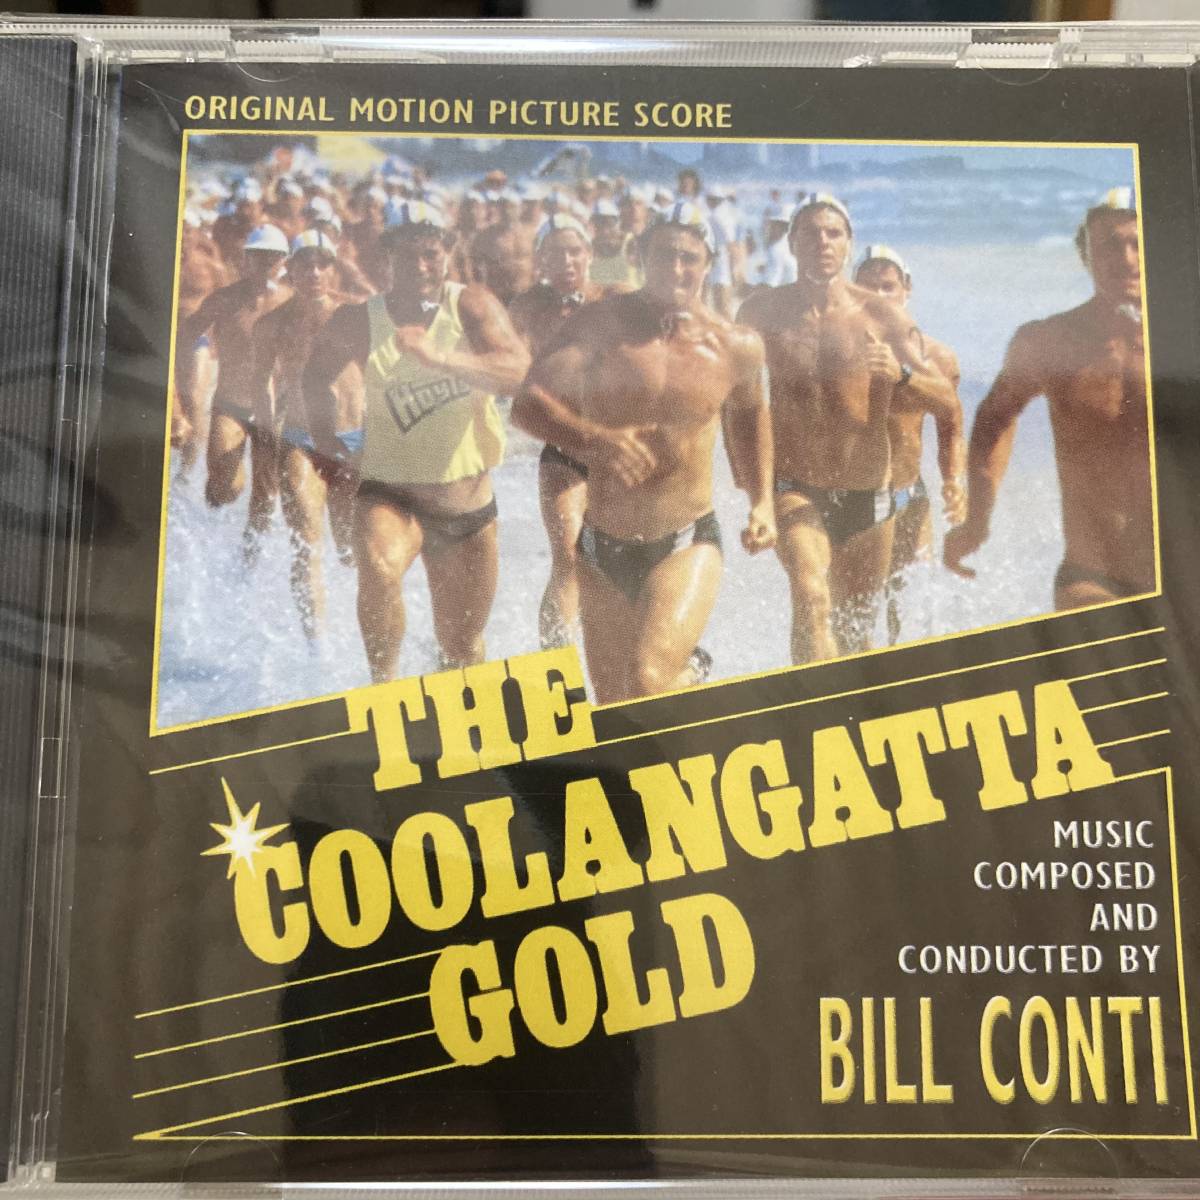 ORIGINAL MOTION PICTURE SCORE
THE
COOLANGATTA
GOLD
MUSIC
COMPOSED
AND
CONDUCTED BY
BILL CONTI